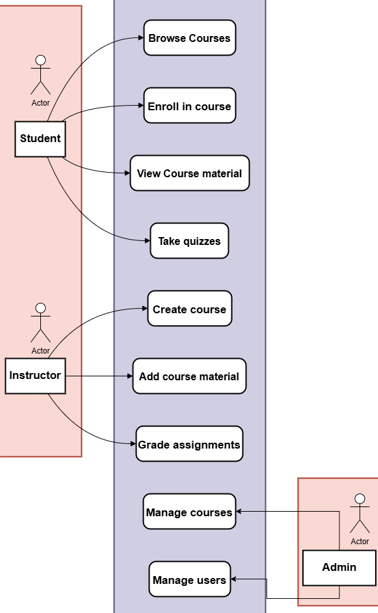 Browse Courses
Actor
Enroll in course
Student
View Course material
Take quizzes
Create course
Actor
Instructor
Add course material
Grade assignments
Manage courses
Actor
Admin
Manage users